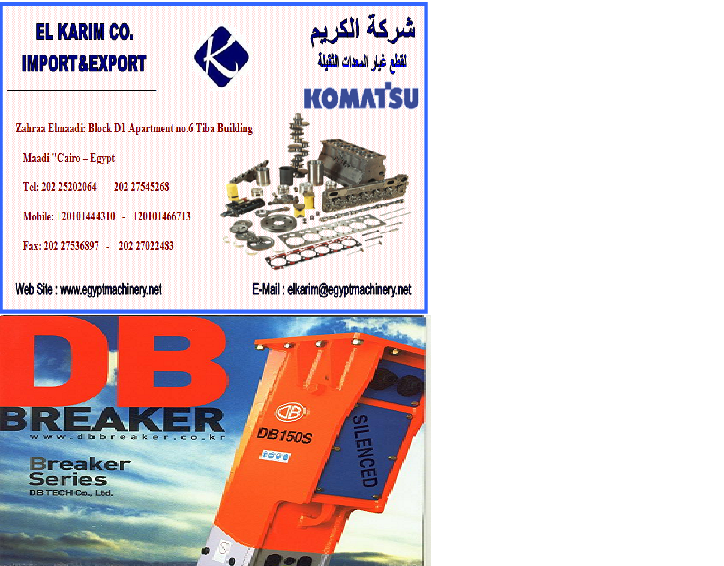 EL KARIM CO.
IMPORT&EXPORT
شركة الكريم
لقطع غيار المعدات الثقيلة
KOMATSU
Zahraa Elmaadi: Block D1 Apartment no.6 Tiba Building
Maadi "Cairo – Egypt
Tel: 202 25202064 202 27545268
Mobile: 20101444310 - 120101466713
Fax: 202 27536897 - 202 27022483
Web Site : www.egyptmachinery.net
E-Mail : elkarim@egyptmachinery.net
DB
BREAKER
www.dbbreaker.co.kr
Breaker
Series
DB TECH Co., Ltd.
DB
DB150S
SILENCED